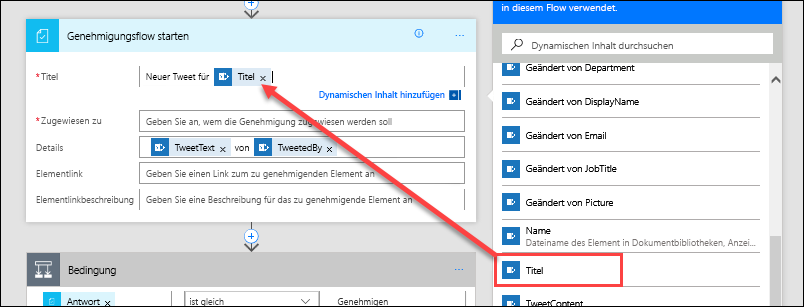 Genehmigungsflow starten
...
* Titel
Neuer Tweet für Titel x
Dynamischen Inhalt hinzufügen
* Zugewiesen zu
Geben Sie an, wem die Genehmigung zugewiesen werden soll
Details
TweetText x von TweetedBy x
Elementlink
Geben Sie einen Link zum zu genehmigenden Element an
Elementlinkbeschreibung
Geben Sie eine Beschreibung für das zu genehmigende Element an
Bedingung
...
Antwort x
ist gleich
Genehmigen
in diesem Flow verwendet.
Dynamischen Inhalt durchsuchen
Geändert von Department
Geändert von DisplayName
Geändert von Email
Geändert von JobTitle
Geändert von Picture
Name
Dateiname des Element in Dokumentbibliotheken, Anzei...
Titel
TweetContent